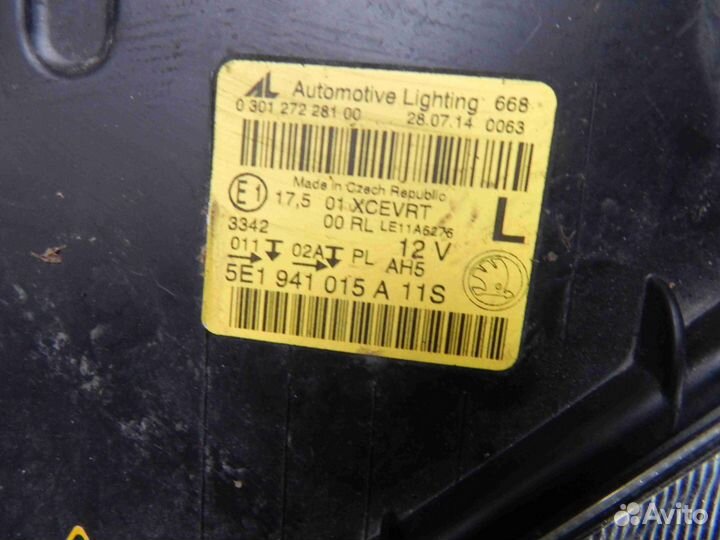 AL Automotive Lighting 668
0 301 272 281 00 28.07.14 0063
Made in Czech Republic
E1 17,5 01 XCEVRT
00 RL LE11A6276
L
3342
12 V
011 02A PL AH5
5E1 941 015 A 11S
Avito